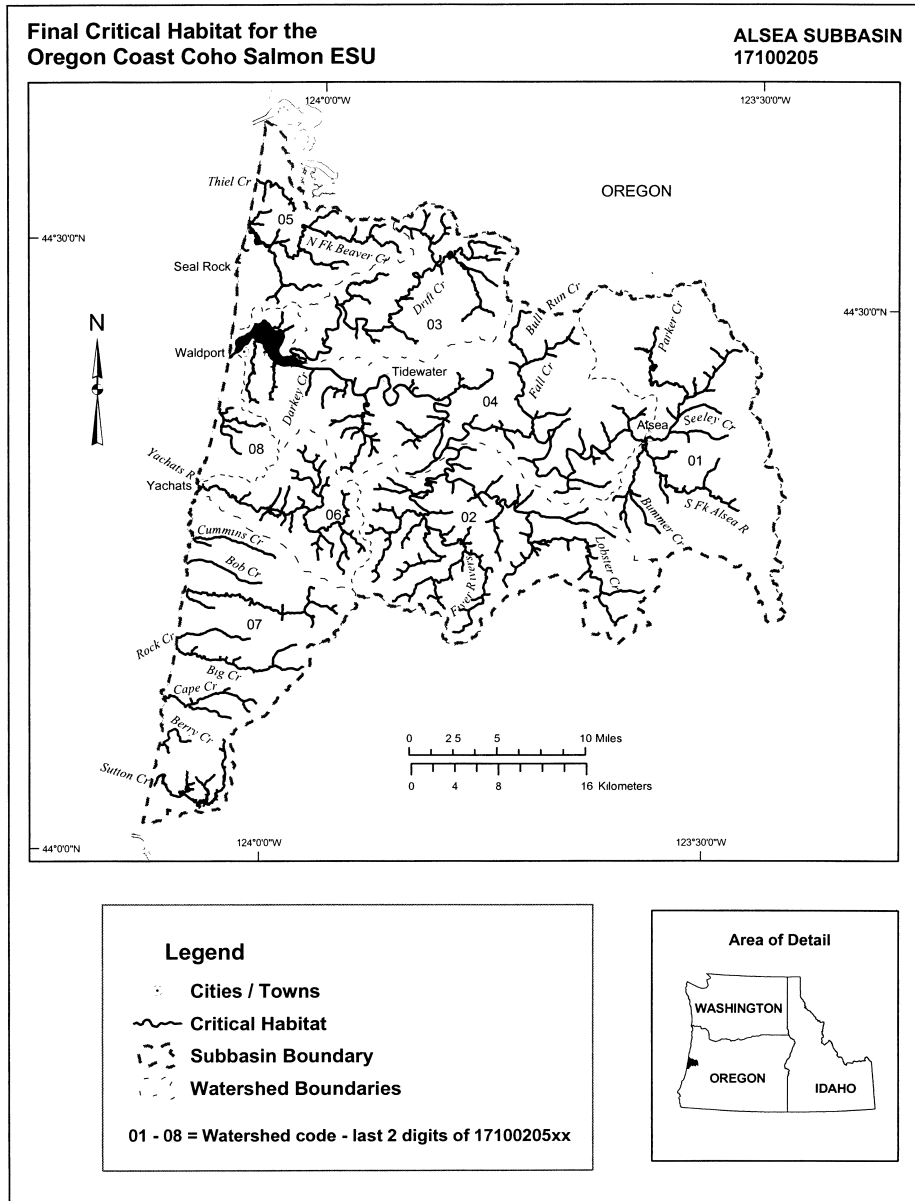 Final Critical Habitat for the
Oregon Coast Coho Salmon ESU
ALSEA SUBBASIN
17100205
124°0'0"W
123°30'0"W
OREGON
Thiel Cr
05
44°30'0"N
N Fk Beaver Cr
Seal Rock
Drift Cr
03
Bull Run Cr
44°30'0"N
Parker Cr
N
Waldport
Tidewater
Darkey Cr
Fall Cr
04
Alsea
Seeley Cr
01
08
Yachats R
Yachats
S Fk Alsea R
Bummer Cr
06
02
Cummins Cr
Bob Cr
Lobster Cr
Fiver Rivers
07
Rock Cr
Big Cr
Cape Cr
Berry Cr
Sutton Cr
0 2 5 5 10 Miles
0 4 8 16 Kilometers
44°0'0"N
124°0'0"W
123°30'0"W
Legend
Cities / Towns
Critical Habitat
Subbasin Boundary
Watershed Boundaries
01 - 08 = Watershed code - last 2 digits of 17100205xx
Area of Detail
WASHINGTON
OREGON
IDAHO